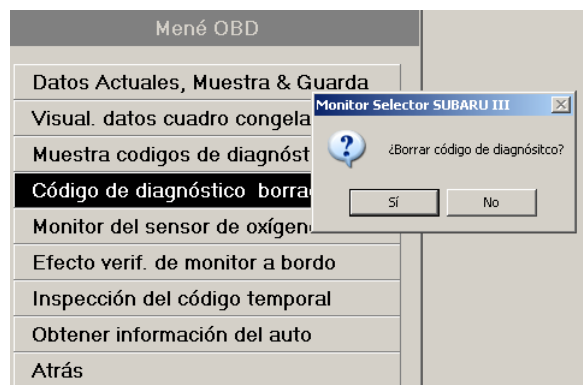 Mené OBD
Datos Actuales, Muestra & Guarda
Visual. datos cuadro congela
Monitor Selector SUBARU III
Muestra codigos de diagnóst
¿Borrar código de diagnósitco?
Código de diagnóstico borra
Sí
No
Monitor del sensor de oxígen
Efecto verif. de monitor a bordo
Inspección del código temporal
Obtener información del auto
Atrás